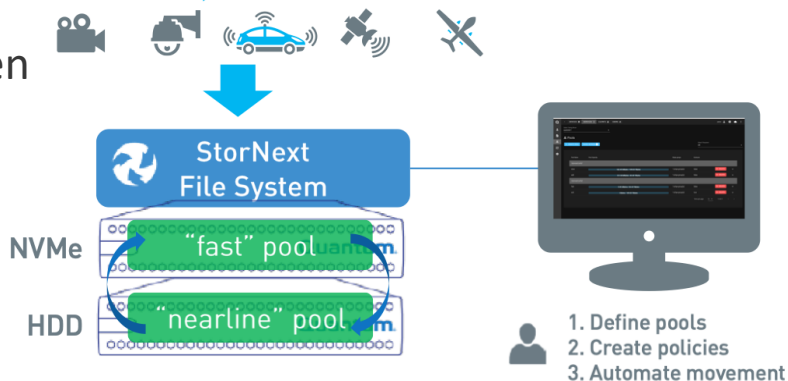 en
StorNext
File System
NVMe
"fast" pool
HDD
"nearline" pool
1. Define pools
2. Create policies
3. Automate movement